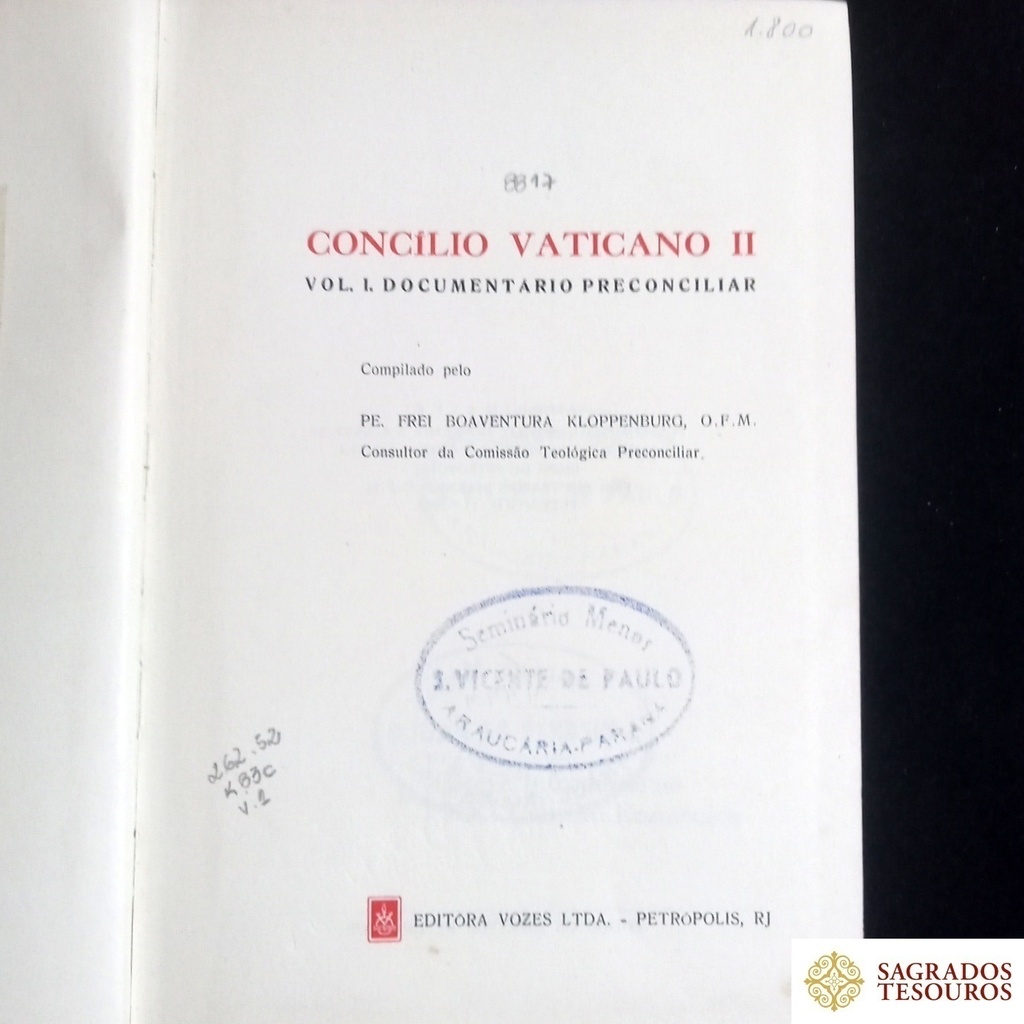 1.800
8817
CONCÍLIO VATICANO II
VOL. I. DOCUMENTÁRIO PRECONCILIAR
Compilado pelo
PE. FREI BOAVENTURA KLOPPENBURG, O.F.M.
Consultor da Comissão Teológica Preconciliar.
Seminário Menor
S. VICENTE DE PAULO
ARAUCÁRIA-PARANÁ
262.52
K83c
v.1
EDITÔRA VOZES LTDA. - PETRÓPOLIS, RJ
SAGRADOS
TESOUROS